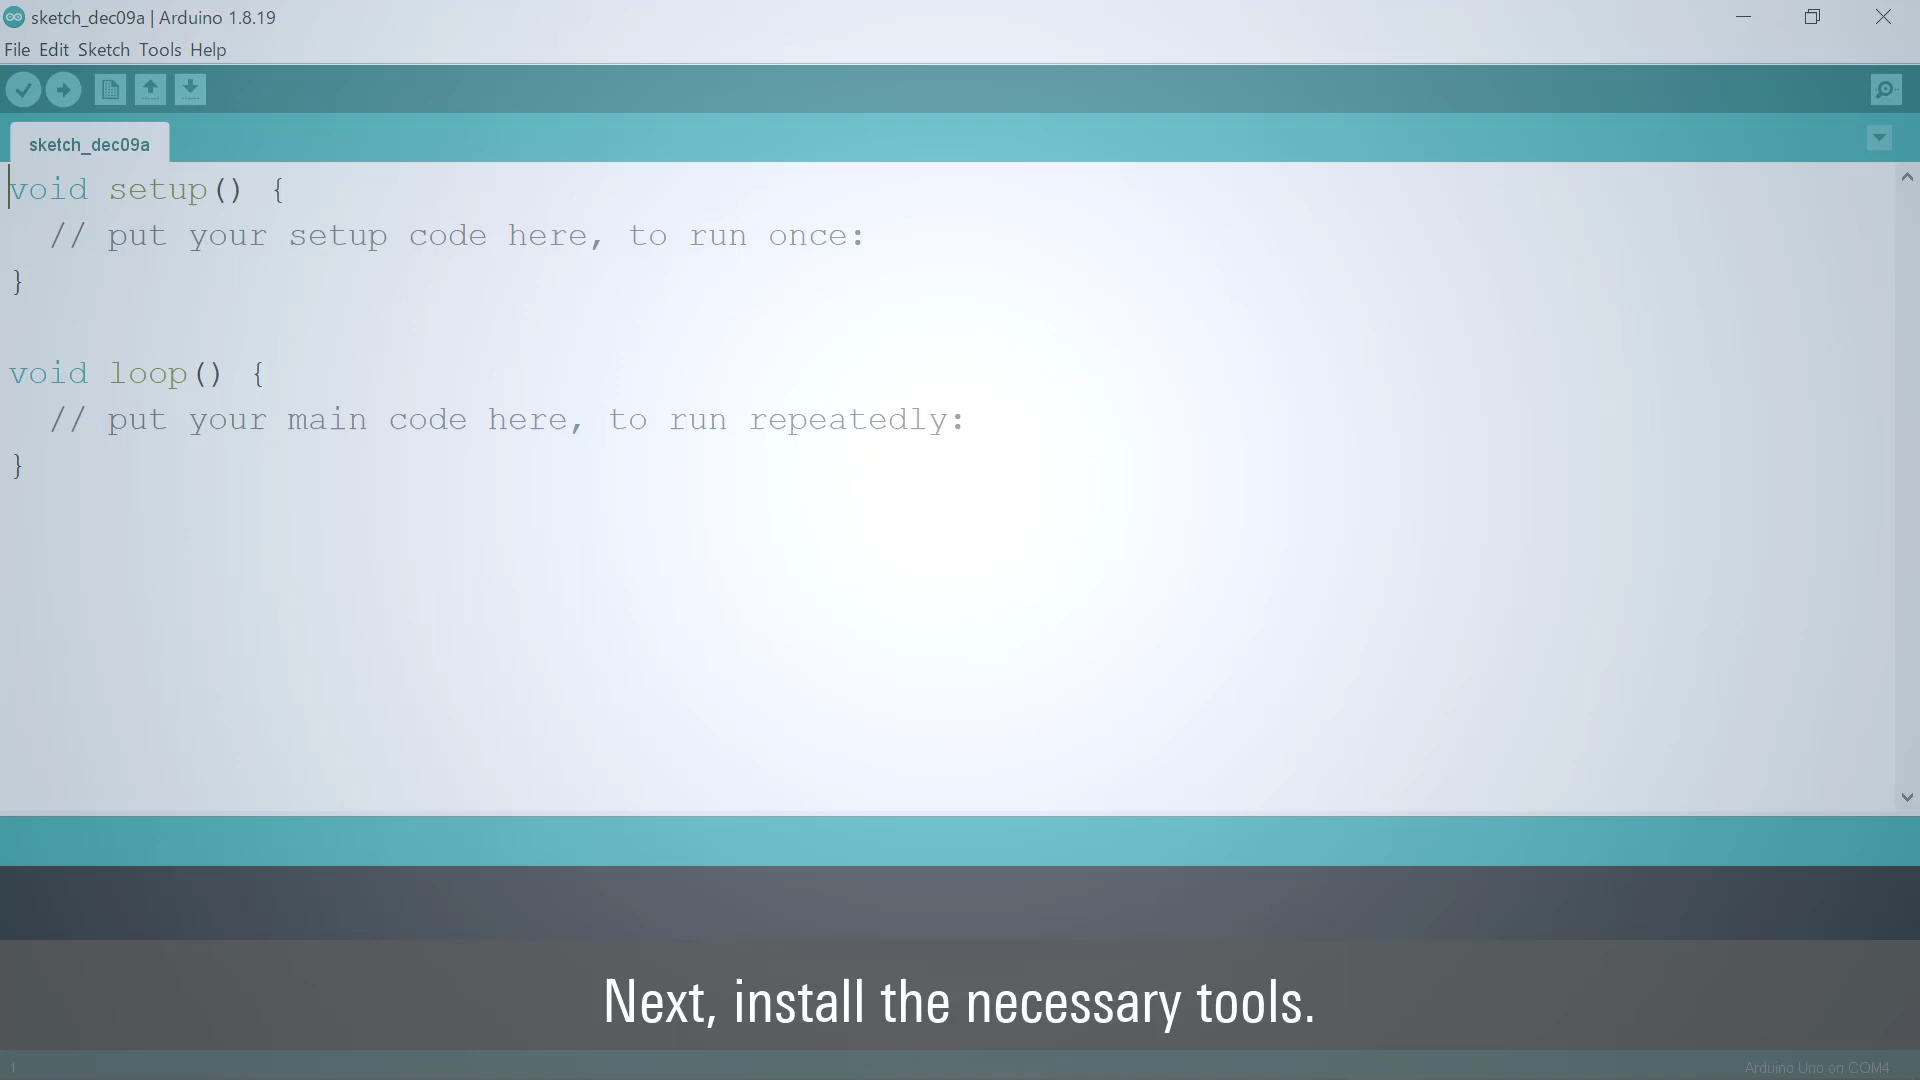 sketch_dec09a | Arduino 1.8.19
File Edit Sketch Tools Help
sketch_dec09a
void setup() {
// put your setup code here, to run once:
}
void loop() {
// put your main code here, to run repeatedly:
}
Next, install the necessary tools.
1
Arduino Uno on COM4